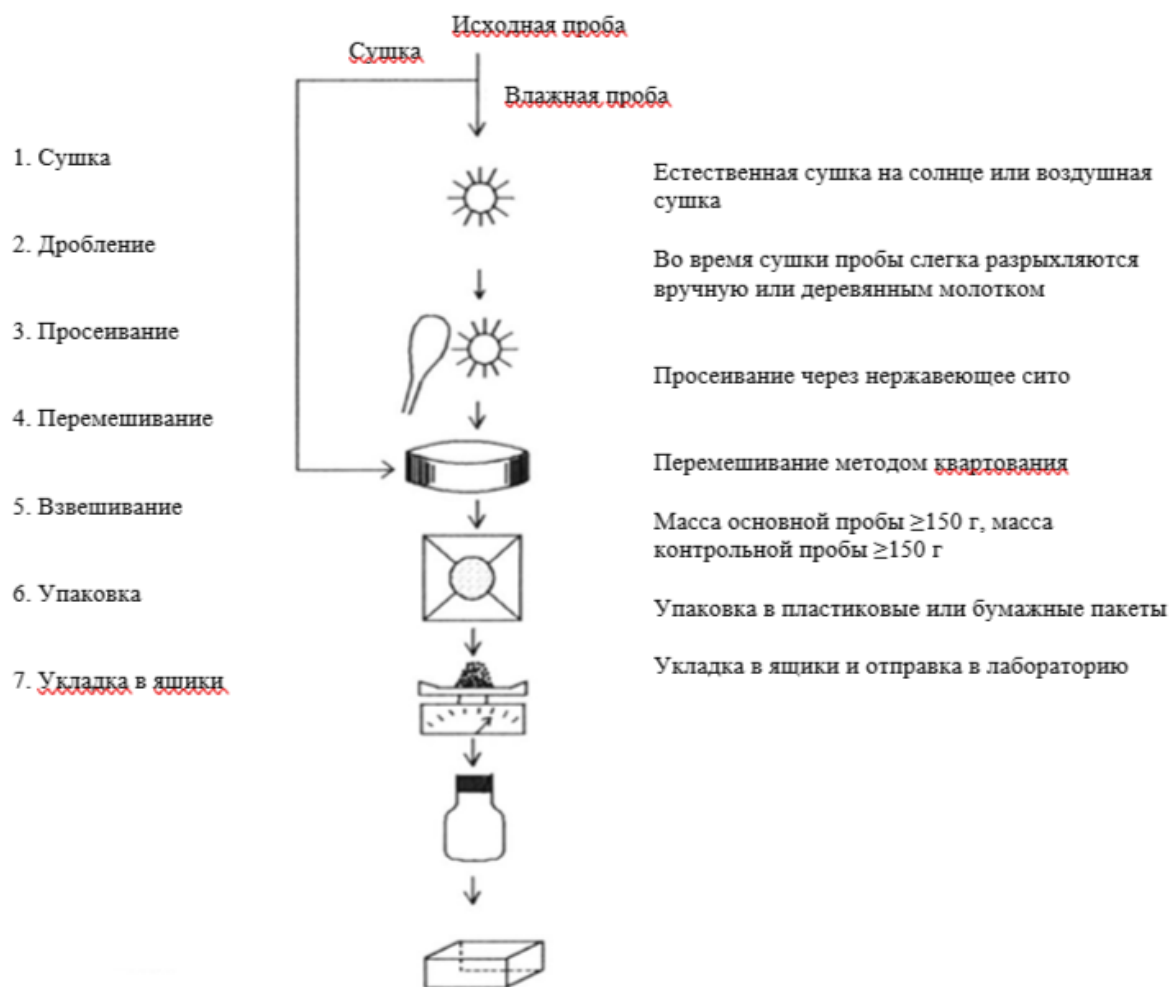 Исходная проба
Сушка
Влажная проба
1. Сушка
Естественная сушка на солнце или воздушная
сушка
2. Дробление
Во время сушки пробы слегка разрыхляются
вручную или деревянным молотком
3. Просеивание
Просеивание через нержавеющее сито
4. Перемешивание
Перемешивание методом квартования
5. Взвешивание
Масса основной пробы ≥150 г, масса
контрольной пробы ≥150 г
6. Упаковка
Упаковка в пластиковые или бумажные пакеты
7. Укладка в ящики
Укладка в ящики и отправка в лабораторию